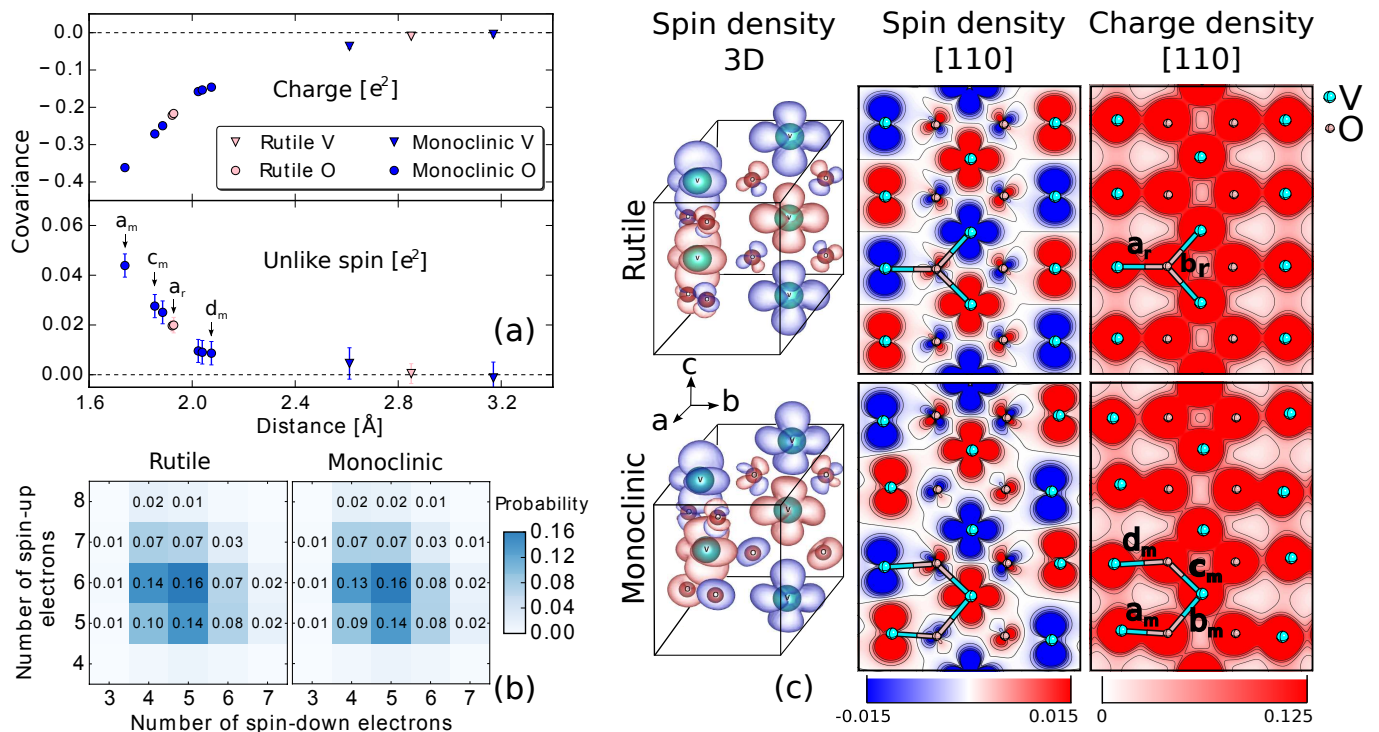 Covariance
0.0
−0.1
−0.2
−0.3
−0.4
Charge [e²]
Rutile V
Monoclinic V
Rutile O
Monoclinic O
0.06
0.04
0.02
0.00
aₘ
cₘ
aᵣ
dₘ
Unlike spin [e²]
(a)
1.6 2.0 2.4 2.8 3.2
Distance [Å]
Rutile Monoclinic
Number of spin-up
electrons
8
7
6
5
4
0.02 0.01
0.01 0.07 0.07 0.03
0.01 0.14 0.16 0.07 0.02
0.01 0.10 0.14 0.08 0.02
0.02 0.02 0.01
0.01 0.07 0.07 0.03 0.01
0.01 0.13 0.16 0.08 0.02
0.01 0.09 0.14 0.08 0.02
3 4 5 6 7
3 4 5 6 7
Number of spin-down electrons
Probability
0.16
0.12
0.08
0.04
0.00
(b)
Spin density
3D
Spin density
[110]
Charge density
[110]
V
O
Rutile
aᵣ
bᵣ
c
b
a
Monoclinic
dₘ
cₘ
aₘ
bₘ
(c)
-0.015 0.015
0 0.125